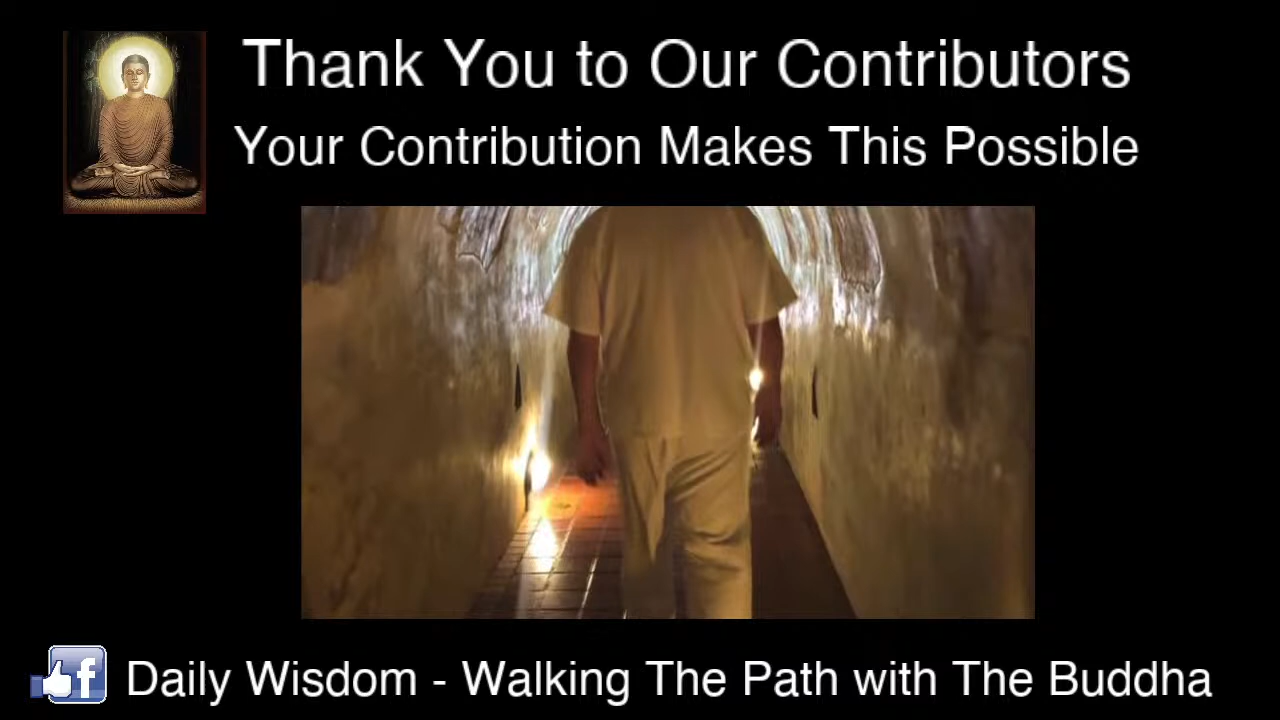 Thank You to Our Contributors
Your Contribution Makes This Possible
f Daily Wisdom - Walking The Path with The Buddha